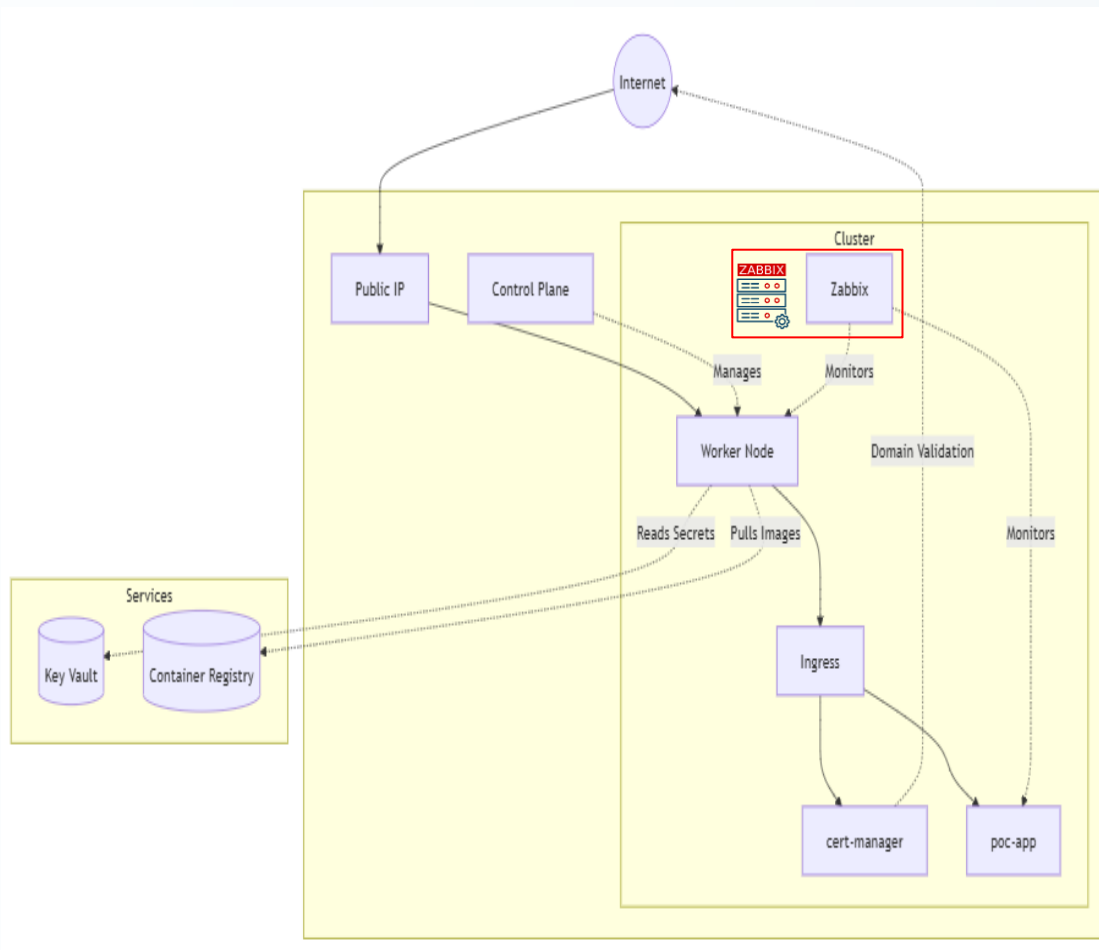 Internet
Cluster
ZABBIX
Public IP
Control Plane
Zabbix
Manages
Monitors
Worker Node
Domain Validation
Reads Secrets
Pulls Images
Monitors
Services
Key Vault
Container Registry
Ingress
cert-manager
poc-app